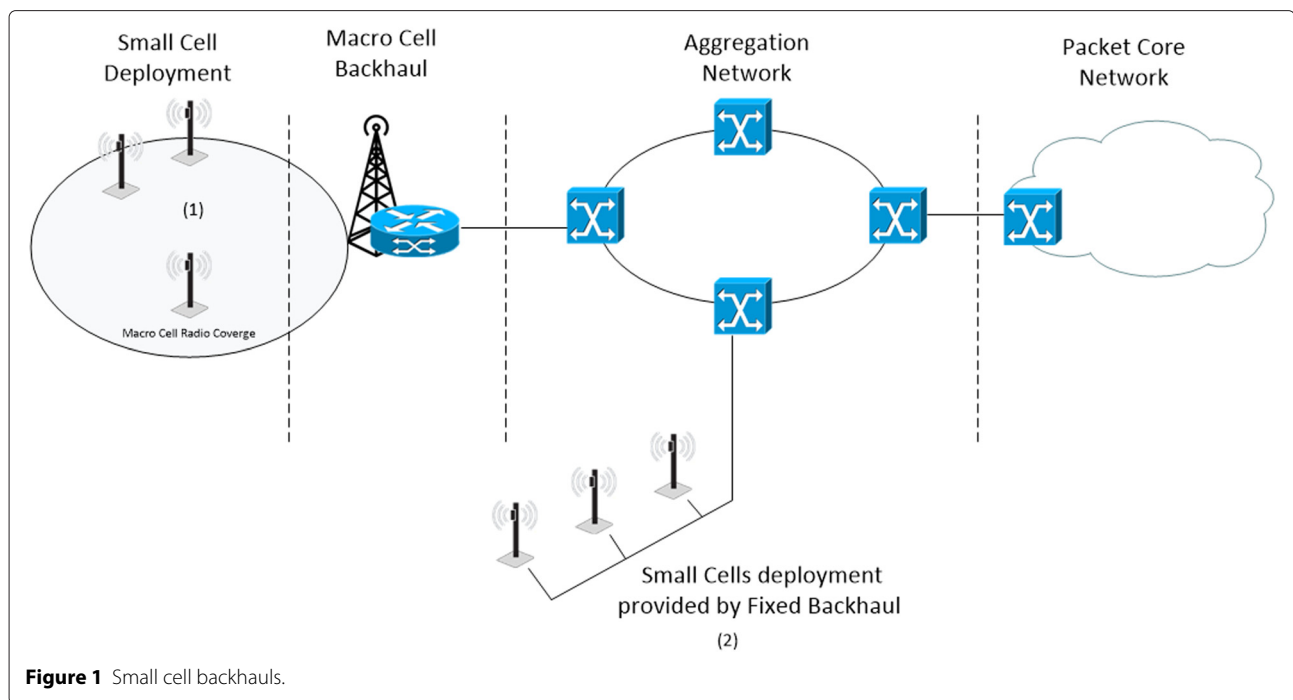 Small Cell
Deployment
Macro Cell
Backhaul
Aggregation
Network
Packet Core
Network
(1)
Macro Cell Radio Coverge
Small Cells deployment
provided by Fixed Backhaul
(2)
Figure 1 Small cell backhauls.